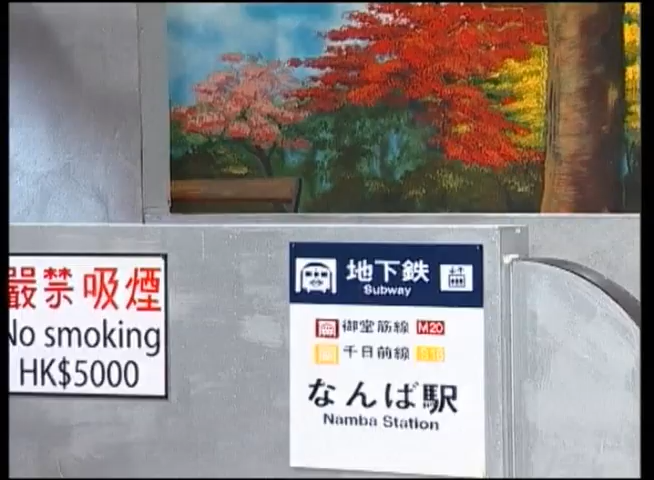 嚴禁吸煙
No smoking
HK$5000
地下鉄
Subway
御堂筋線 M20
千日前線
なんば駅
Namba Station